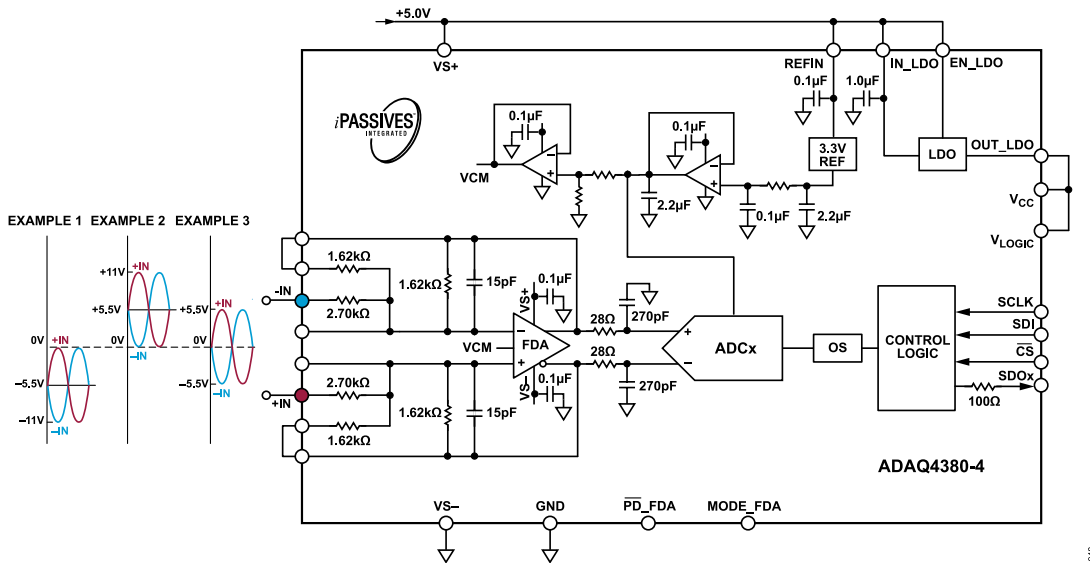 +5.0V
VS+
REFIN
IN_LDO
EN_LDO
0.1µF
1.0µF
iPASSIVES™
INTEGRATED
0.1µF
0.1µF
3.3V
REF
LDO
OUT_LDO
VCM
2.2µF
0.1µF
2.2µF
VCC
VLOGIC
EXAMPLE 1
EXAMPLE 2
EXAMPLE 3
+11V
+IN
+5.5V
0V
–IN
0V
+IN
–5.5V
–11V
–IN
+5.5V
+IN
0V
–5.5V
–IN
1.62kΩ
-IN
2.70kΩ
1.62kΩ
15pF
VS+
0.1µF
28Ω
270pF
VCM
FDA
28Ω
ADCx
OS
CONTROL
LOGIC
SCLK
SDI
CS
SDOx
100Ω
2.70kΩ
+IN
1.62kΩ
1.62kΩ
15pF
VS–
0.1µF
270pF
ADAQ4380-4
VS–
GND
PD_FDA
MODE_FDA